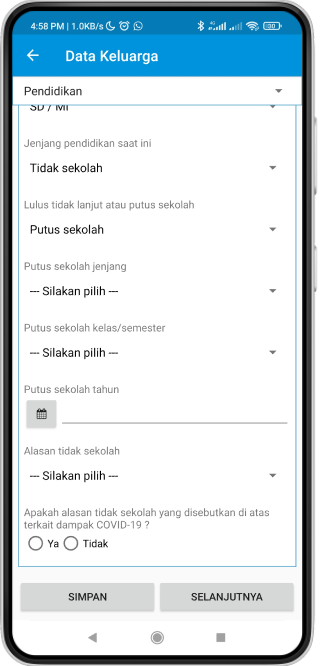 4:58 PM | 1.0KB/s
Data Keluarga
Pendidikan
SD / MI
Jenjang pendidikan saat ini
Tidak sekolah
Lulus tidak lanjut atau putus sekolah
Putus sekolah
Putus sekolah jenjang
--- Silakan pilih ---
Putus sekolah kelas/semester
--- Silakan pilih ---
Putus sekolah tahun
Alasan tidak sekolah
--- Silakan pilih ---
Apakah alasan tidak sekolah yang disebutkan di atas
terkait dampak COVID-19 ?
Ya Tidak
SIMPAN SELANJUTNYA